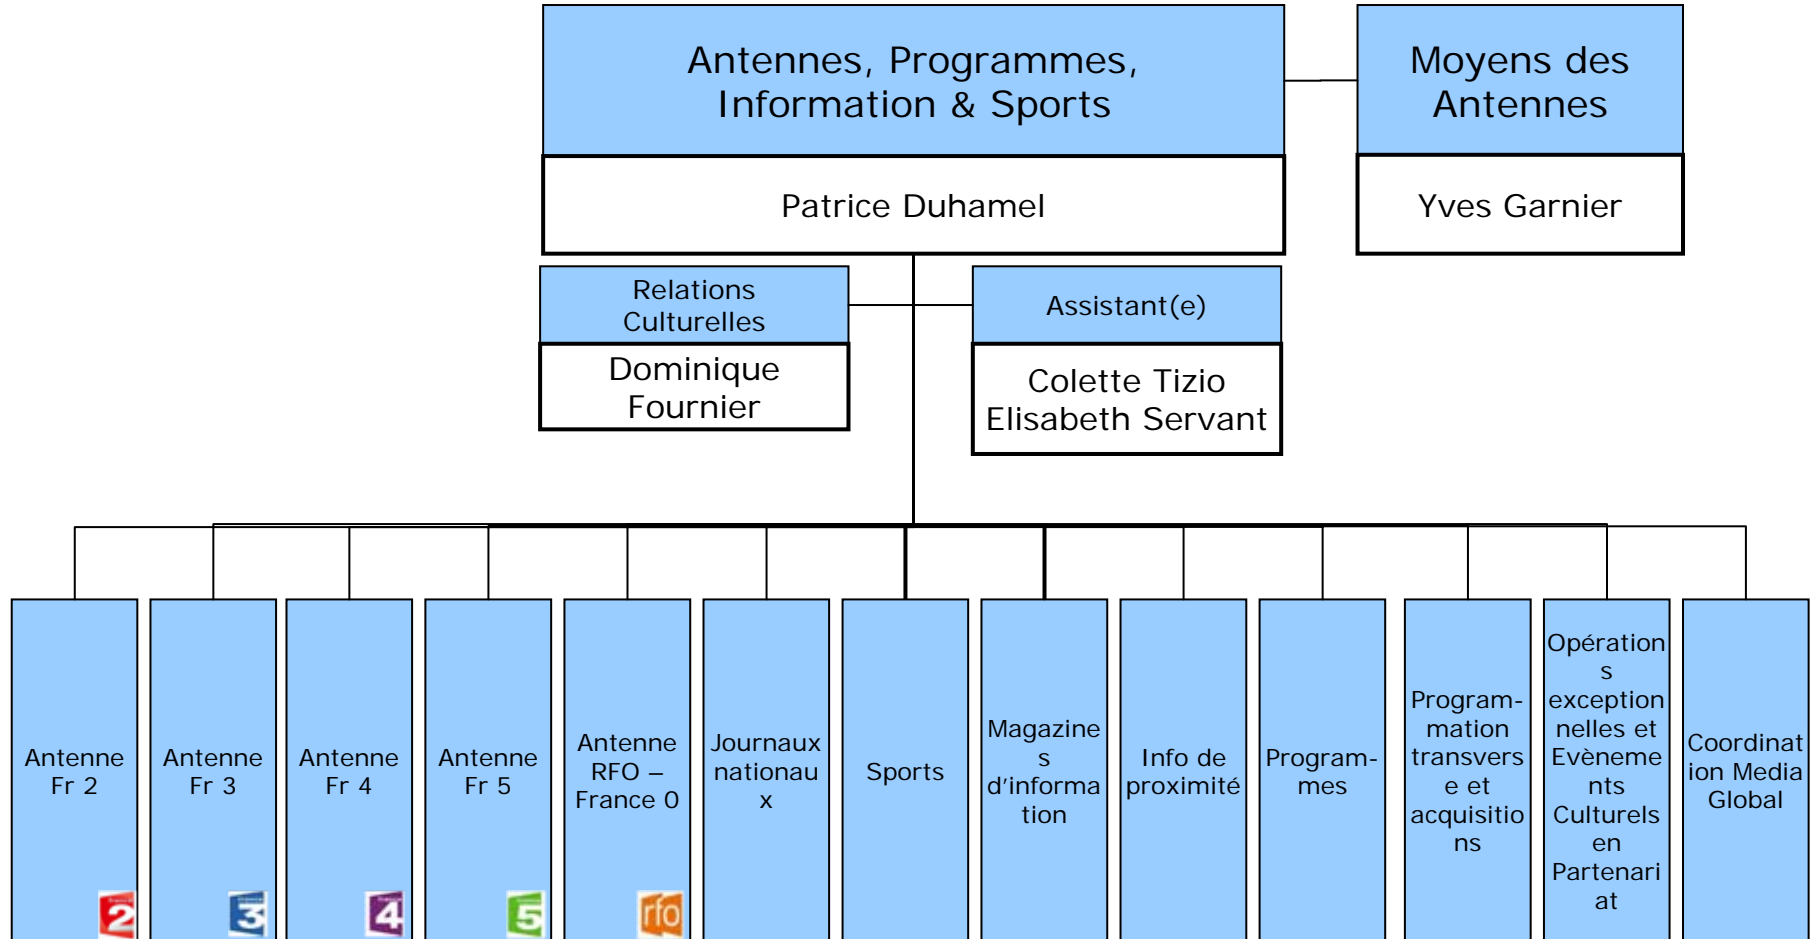 Antennes, Programmes,
Information & Sports
Moyens des
Antennes
Patrice Duhamel
Yves Garnier
Relations
Culturelles
Assistant(e)
Dominique
Fournier
Colette Tizio
Elisabeth Servant
Antenne
Fr 2
2
Antenne
Fr 3
3
Antenne
Fr 4
4
Antenne
Fr 5
5
Antenne
RFO –
France 0
rfo
Journaux
nationau
x
Sports
Magazine
s
d'informa
tion
Info de
proximité
Program-
mes
Program-
mation
transvers
e et
acquisitio
ns
Opération
s
exception
nelles et
Evèneme
nts
Culturels
en
Partenari
at
Coordinat
ion Media
Global